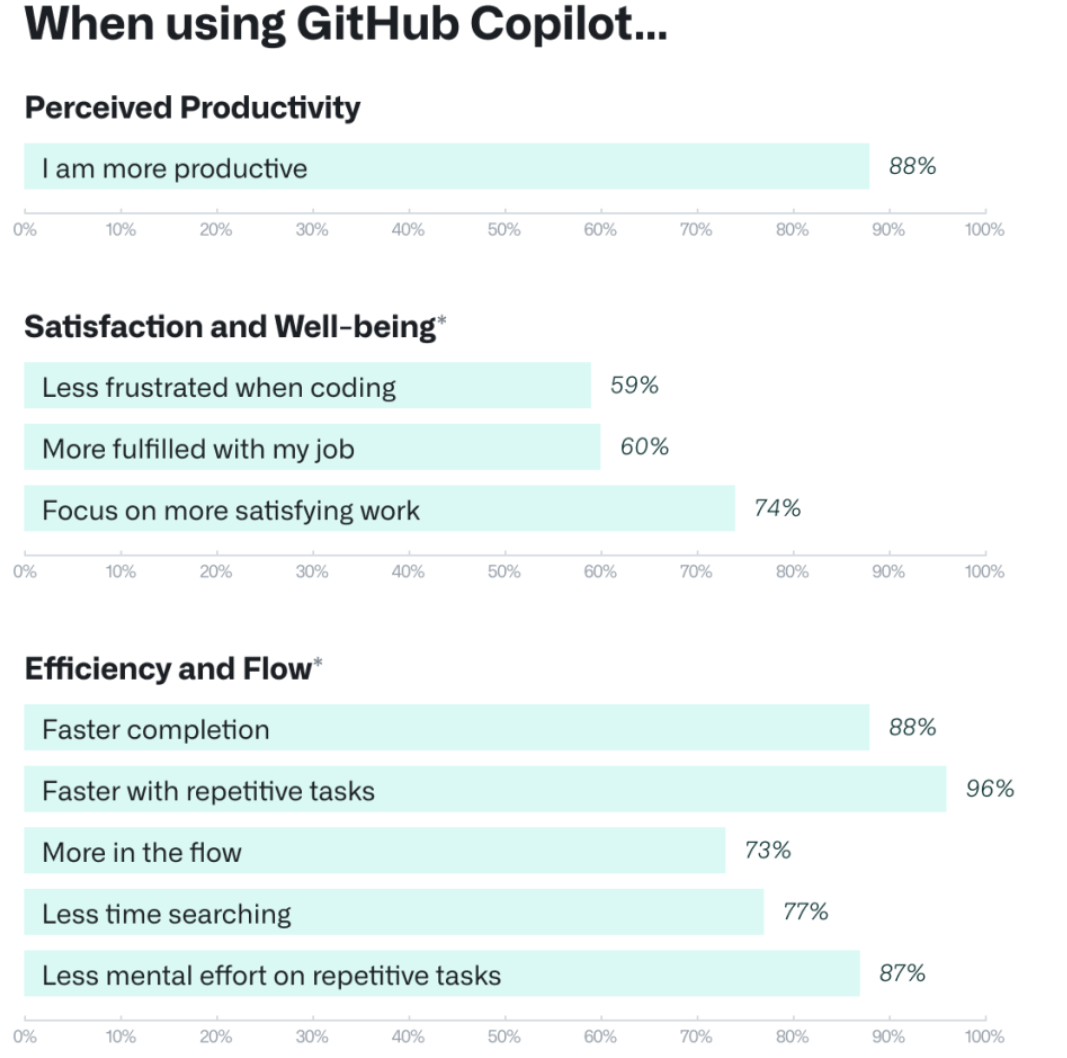 When using GitHub Copilot...
Perceived Productivity
I am more productive 88%
0% 10% 20% 30% 40% 50% 60% 70% 80% 90% 100%
Satisfaction and Well-being*
Less frustrated when coding 59%
More fulfilled with my job 60%
Focus on more satisfying work 74%
0% 10% 20% 30% 40% 50% 60% 70% 80% 90% 100%
Efficiency and Flow*
Faster completion 88%
Faster with repetitive tasks 96%
More in the flow 73%
Less time searching 77%
Less mental effort on repetitive tasks 87%
0% 10% 20% 30% 40% 50% 60% 70% 80% 90% 100%